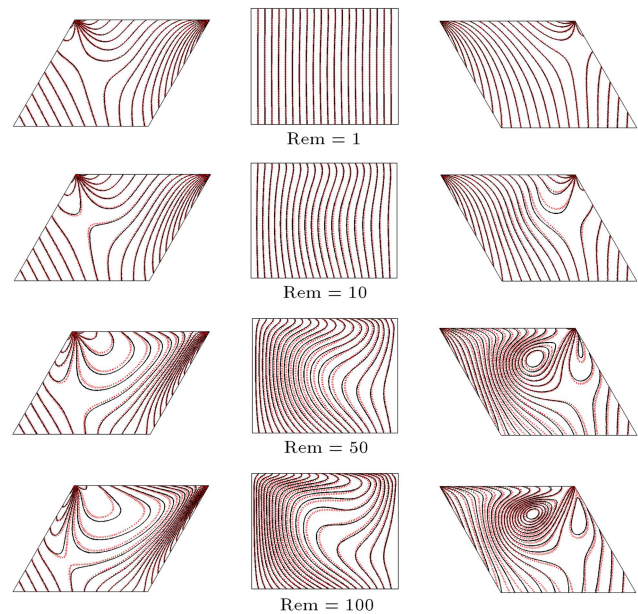 Rem = 1
Rem = 10
Rem = 50
Rem = 100